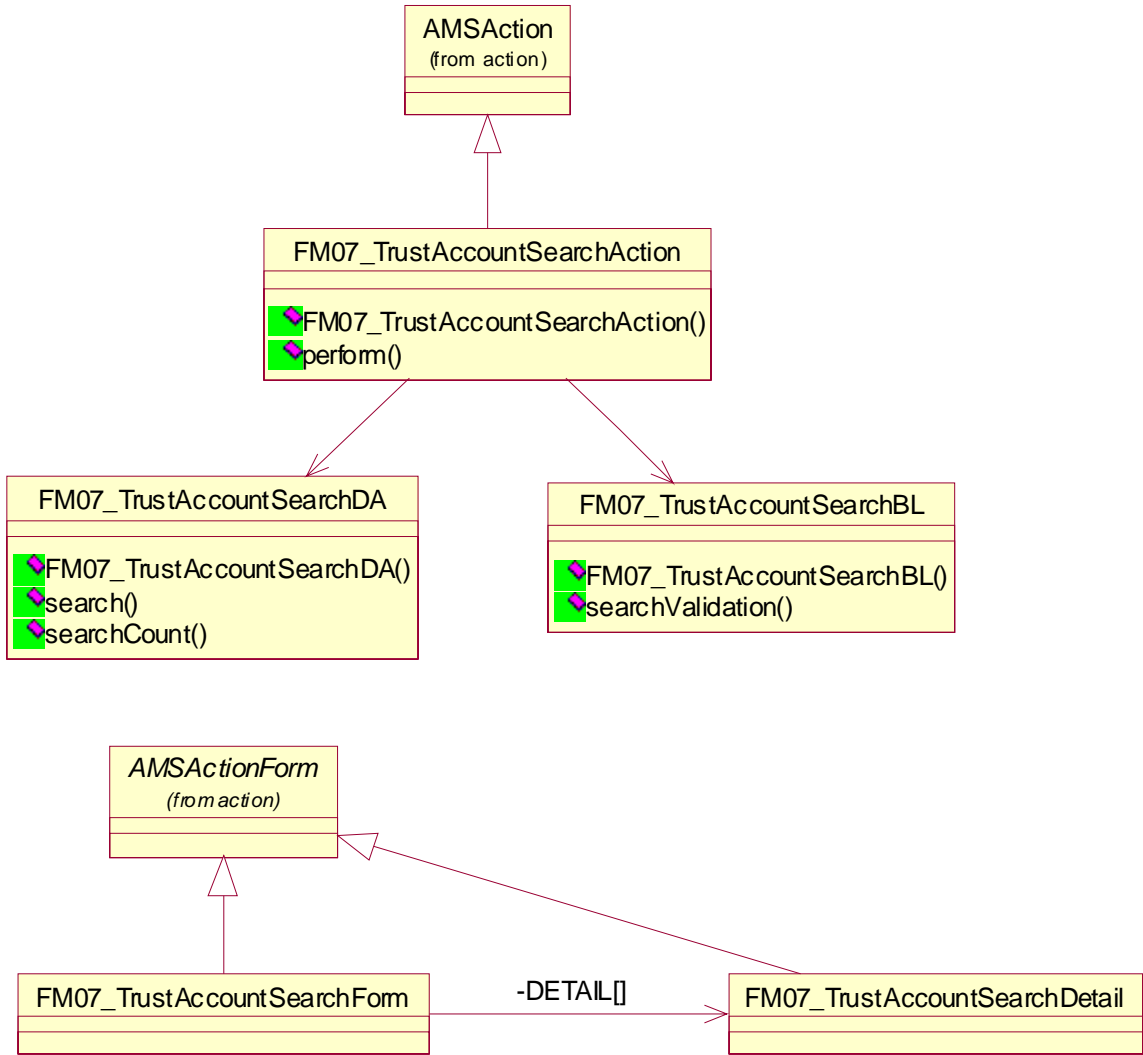 AMSAction
(from action)
FM07_TrustAccountSearchAction
FM07_TrustAccountSearchAction()
perform()
FM07_TrustAccountSearchDA
FM07_TrustAccountSearchDA()
search()
searchCount()
FM07_TrustAccountSearchBL
FM07_TrustAccountSearchBL()
searchValidation()
AMSActionForm
(from action)
FM07_TrustAccountSearchForm
-DETAIL[]
FM07_TrustAccountSearchDetail